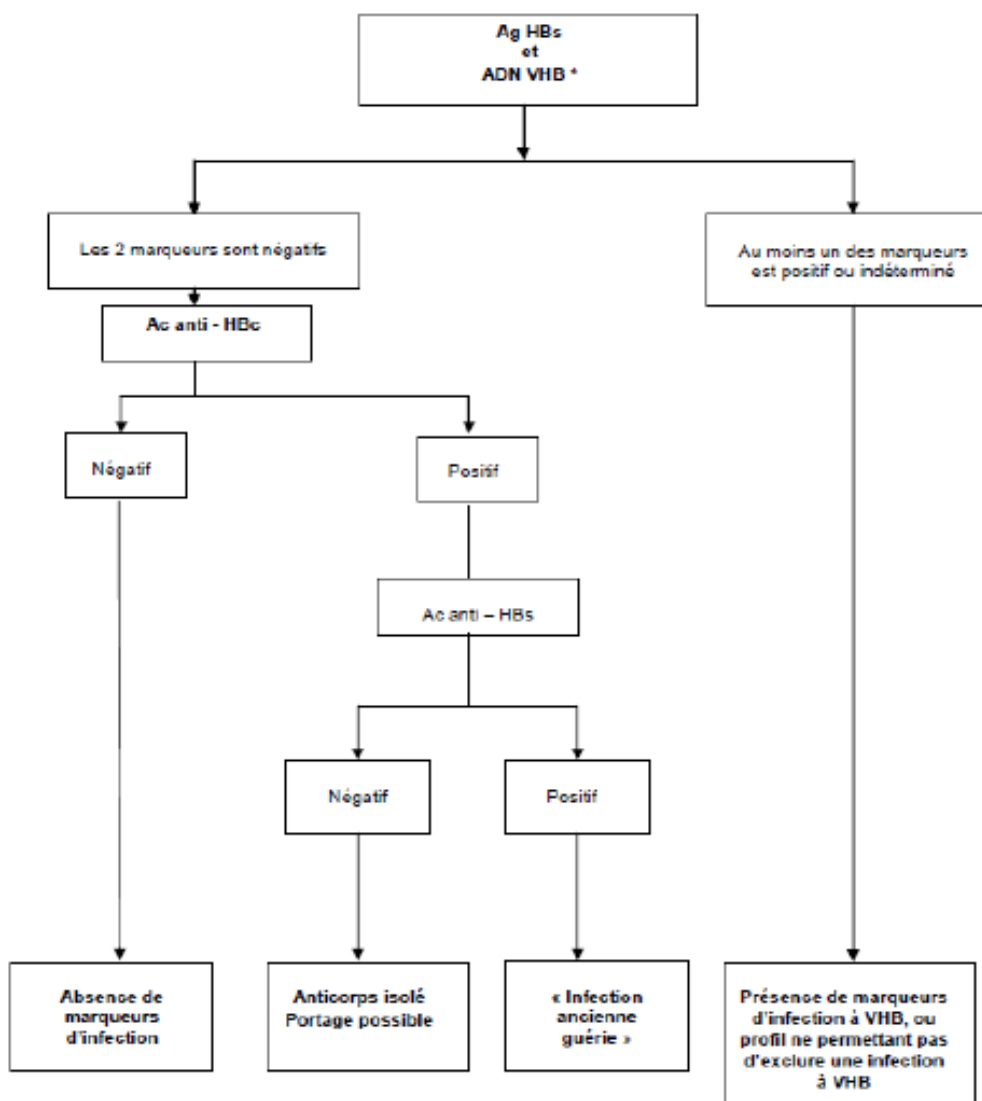 Ag HBs
et
ADN VHB *
Les 2 marqueurs sont négatifs
Au moins un des marqueurs
est positif ou indéterminé
Ac anti - HBc
Négatif
Positif
Ac anti – HBs
Négatif
Positif
Absence de
marqueurs
d'infection
Anticorps isolé
Portage possible
« Infection
ancienne
guérie »
Présence de marqueurs
d'infection à VHB, ou
profil ne permettant pas
d'exclure une infection
à VHB